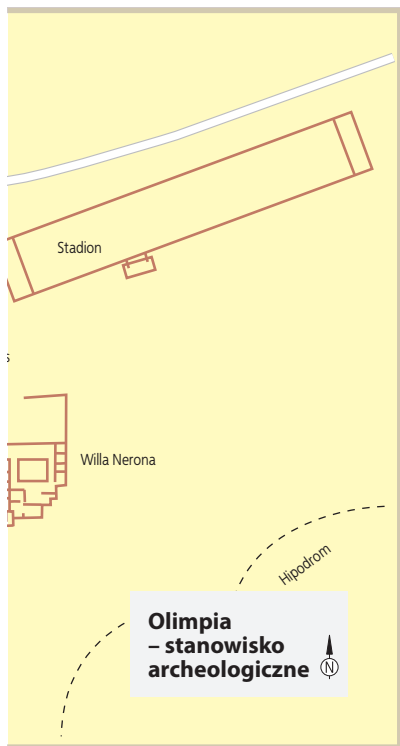 Stadion
s
Willa Nerona
Hipodrom
Olimpia
– stanowisko
archeologiczne
N